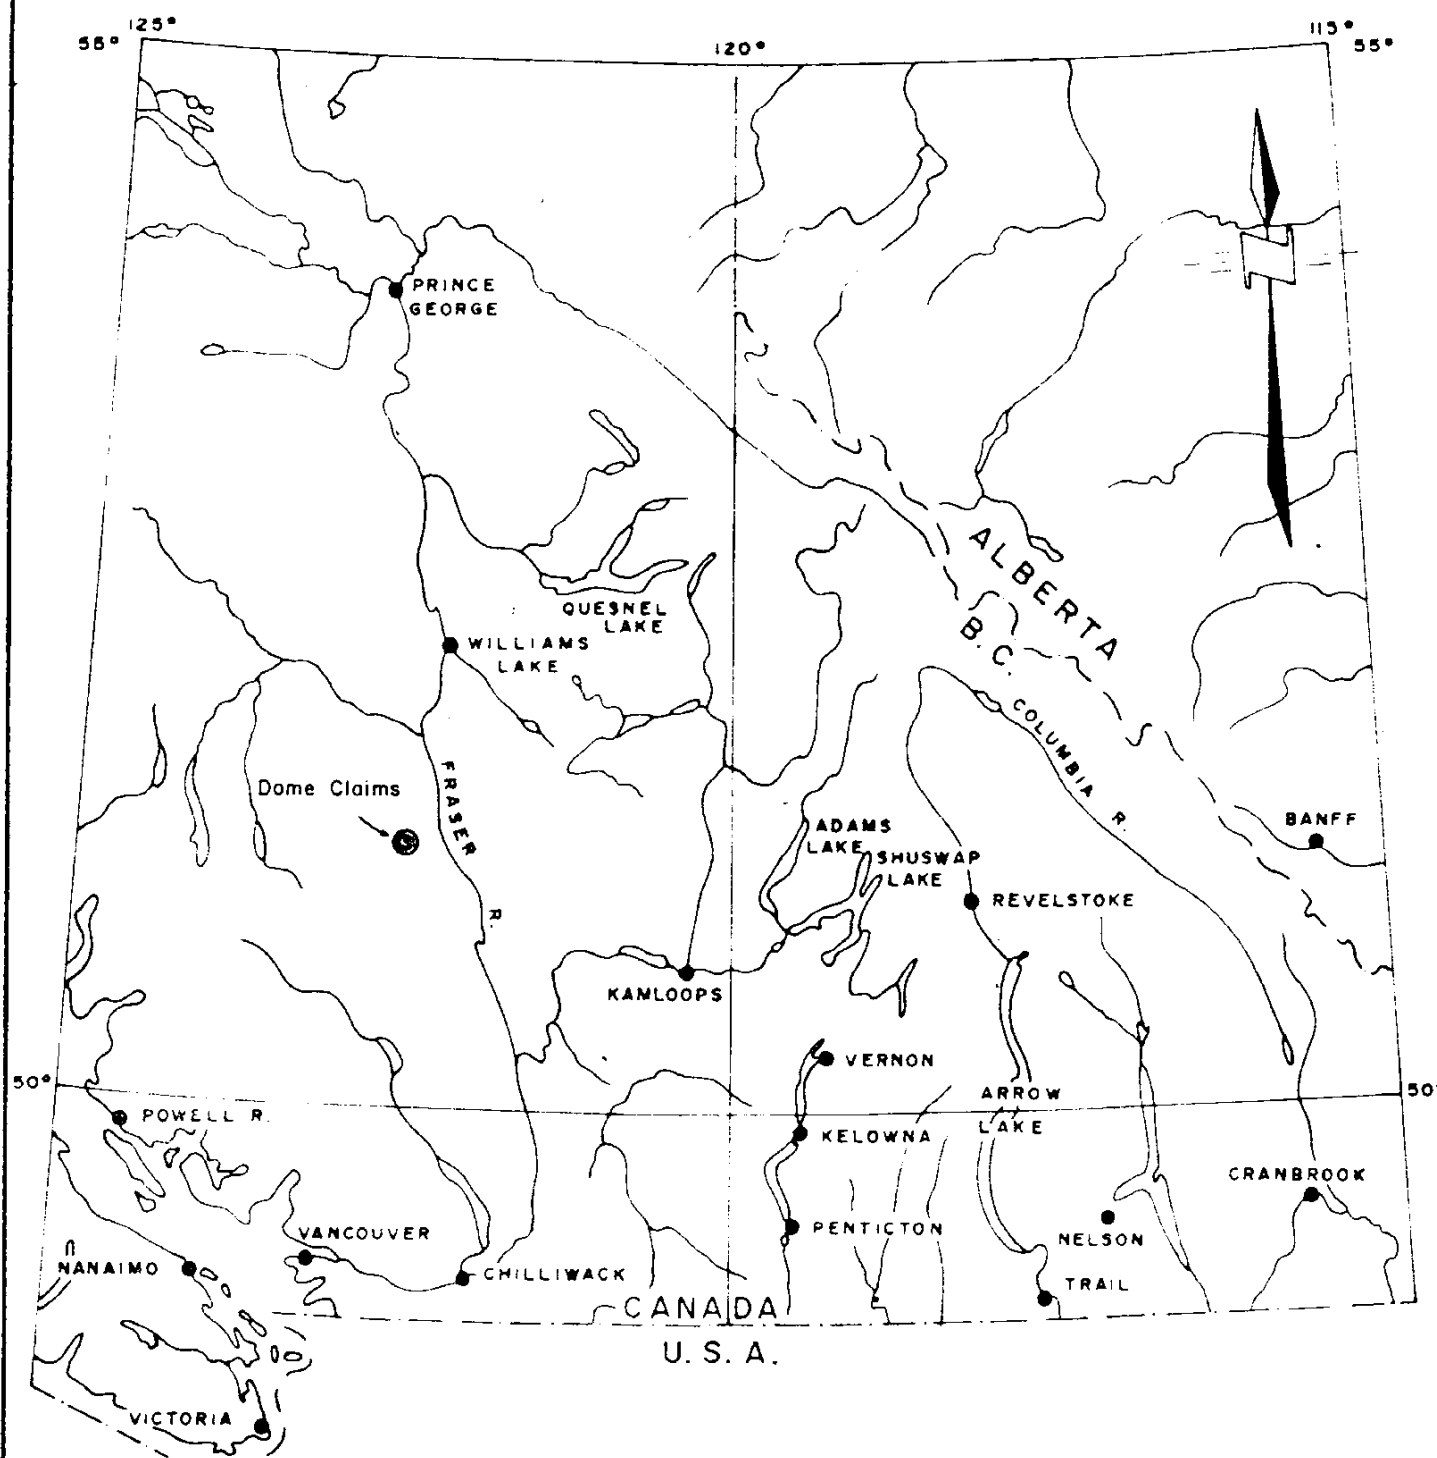 125°
120°
115°
55°
55°
PRINCE
GEORGE
ALBERTA
B.C.
QUESNEL
LAKE
WILLIAMS
LAKE
COLUMBIA R.
FRASER R.
Dome Claims
ADAMS
LAKE
SHUSWAP
LAKE
BANFF
REVELSTOKE
KAMLOOPS
VERNON
50°
50°
ARROW
LAKE
POWELL R.
KELOWNA
CRANBROOK
PENTICTON
NELSON
VANCOUVER
NANAIMO
CHILLIWACK
TRAIL
CANADA
U.S.A.
VICTORIA